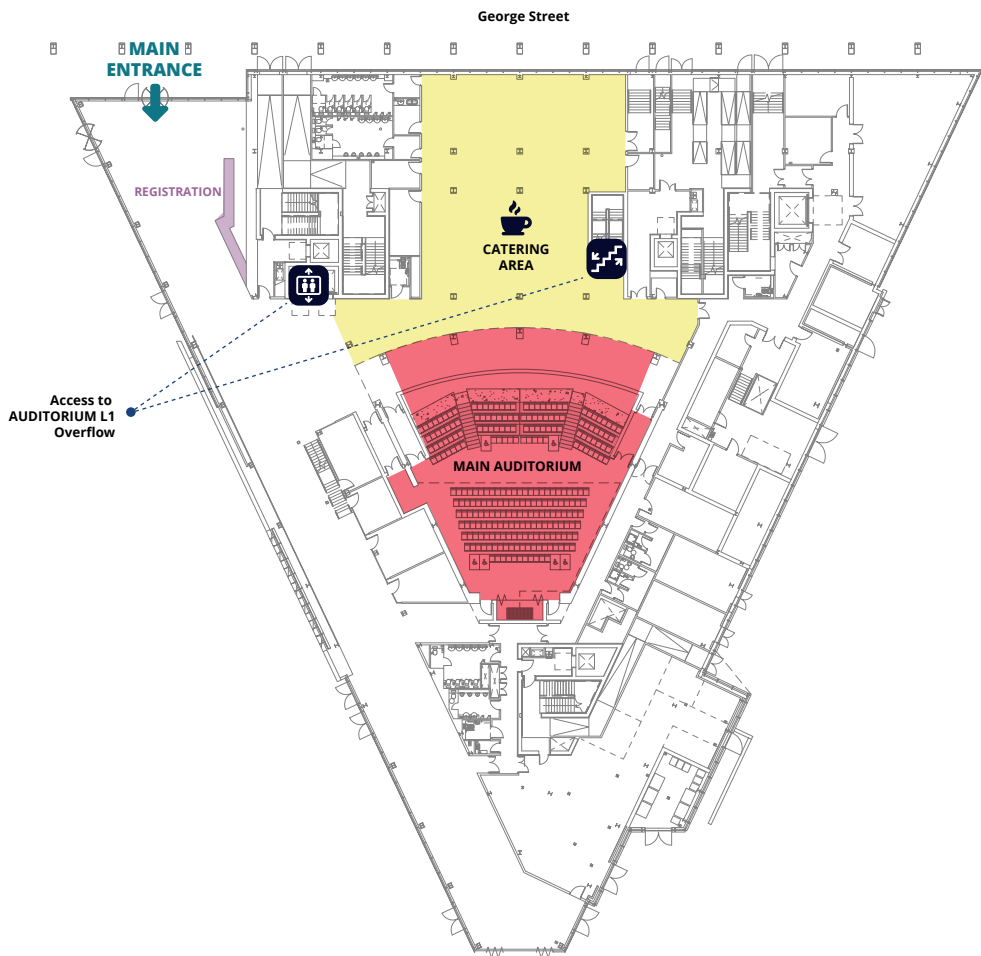 George Street
MAIN
ENTRANCE
REGISTRATION
CATERING
AREA
Access to
AUDITORIUM L1
Overflow
MAIN AUDITORIUM